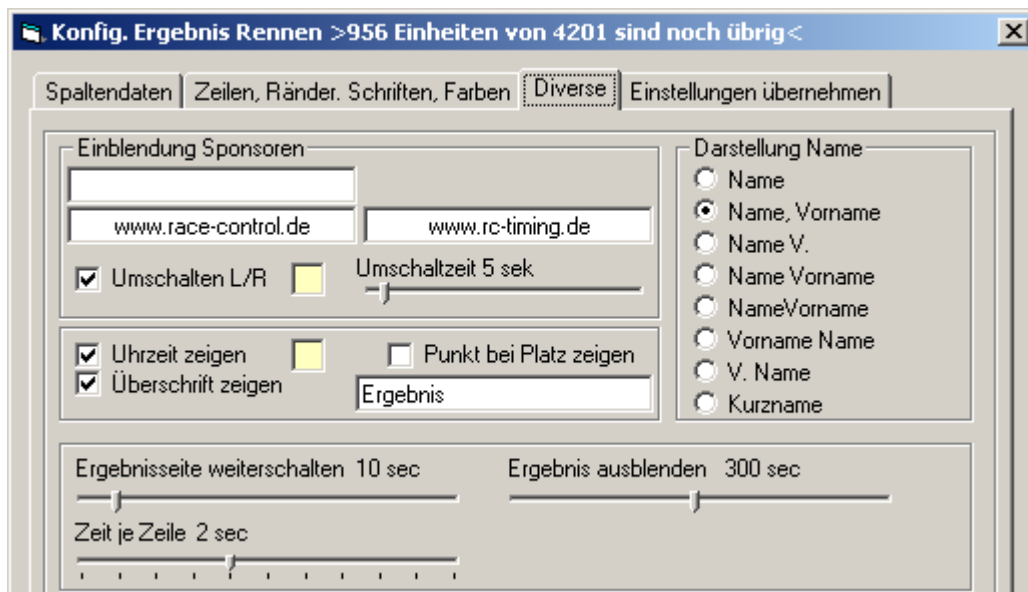 Konfig. Ergebnis Rennen >956 Einheiten von 4201 sind noch übrig<
Spaltendaten
Zeilen, Ränder. Schriften, Farben
Diverse
Einstellungen übernehmen
Einblendung Sponsoren
www.race-control.de
www.rc-timing.de
Umschalten L/R
Umschaltzeit 5 sek
Uhrzeit zeigen
Punkt bei Platz zeigen
Überschrift zeigen
Ergebnis
Darstellung Name
Name
Name, Vorname
Name V.
Name Vorname
NameVorname
Vorname Name
V. Name
Kurzname
Ergebnisseite weiterschalten 10 sec
Ergebnis ausblenden 300 sec
Zeit je Zeile 2 sec